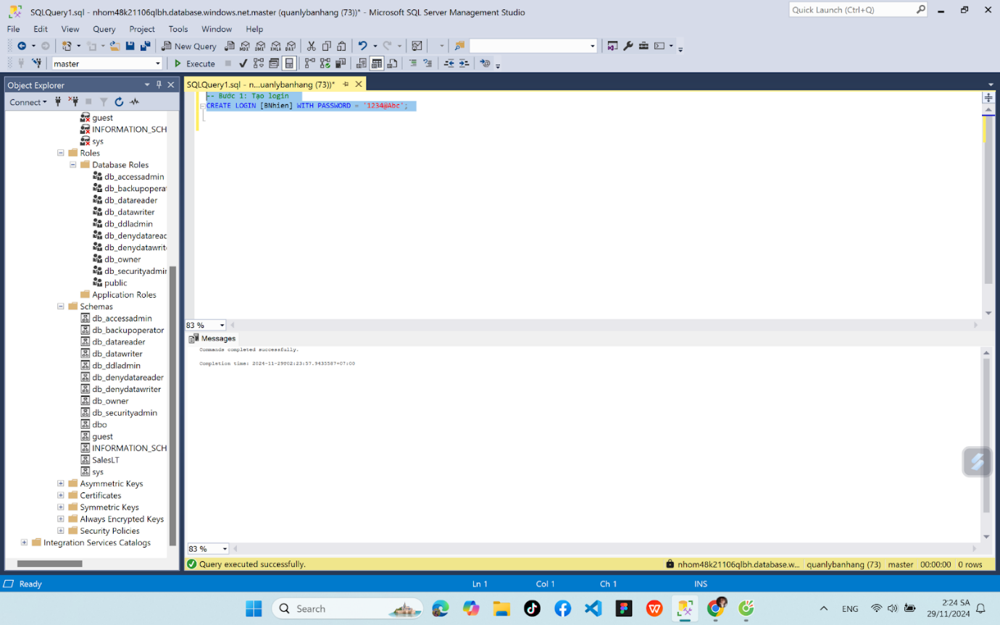 SQLQuery1.sql - nhom48k21106qlbh.database.windows.net.master (quanlybanhang (73))* - Microsoft SQL Server Management Studio
Quick Launch (Ctrl+Q)
File Edit View Query Project Tools Window Help
New Query
MDX DMX XMLA DAX
master
Execute
Object Explorer
SQLQuery1.sql - n...uanlybanhang (73))*
Connect
-- Bước 1: Tạo login
CREATE LOGIN [BNhien] WITH PASSWORD = '1234@Abc';
guest
INFORMATION_SCH
sys
Roles
Database Roles
db_accessadmin
db_backupopera
db_datareader
db_datawriter
db_ddladmin
db_denydatareac
db_denydatawrit
db_owner
db_securityadmin
public
Application Roles
Schemas
db_accessadmin
db_backupoperator
db_datareader
db_datawriter
db_ddladmin
db_denydatareader
db_denydatawriter
db_owner
db_securityadmin
dbo
guest
INFORMATION_SCH
SalesLT
sys
Asymmetric Keys
Certificates
Symmetric Keys
Always Encrypted Keys
Security Policies
Integration Services Catalogs
83 %
Messages
Commands completed successfully.
Completion time: 2024-11-29T02:23:57.9435587+07:00
83 %
Query executed successfully.
nhom48k21106qlbh.database.w... quanlybanhang (73) master 00:00:00 0 rows
Ready Ln 1 Col 1 Ch 1 INS
Search
ENG
2:24 SA
29/11/2024